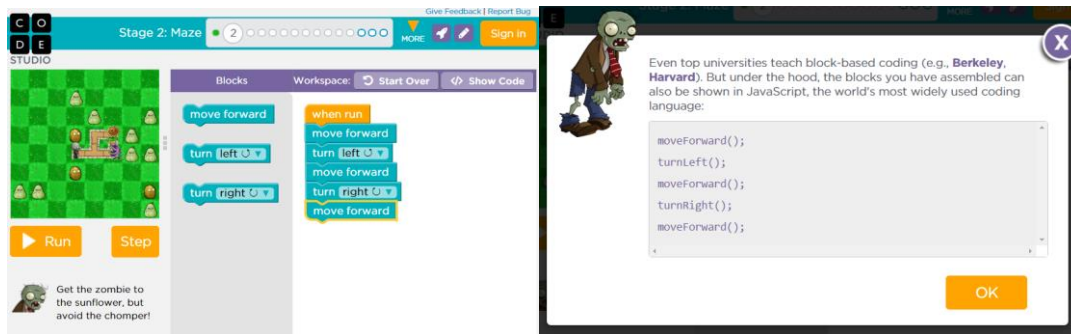 Give Feedback | Report Bug
C O
D E
STUDIO
Stage 2: Maze
2
MORE
Sign in
Blocks
Workspace:
Start Over
</> Show Code
move forward
turn left
turn right
when run
move forward
turn left
move forward
turn right
move forward
Run
Step
Get the zombie to
the sunflower, but
avoid the chomper!
E
X
Even top universities teach block-based coding (e.g., Berkeley,
Harvard). But under the hood, the blocks you have assembled can
also be shown in JavaScript, the world's most widely used coding
language:
moveForward();
turnLeft();
moveForward();
turnRight();
moveForward();
OK